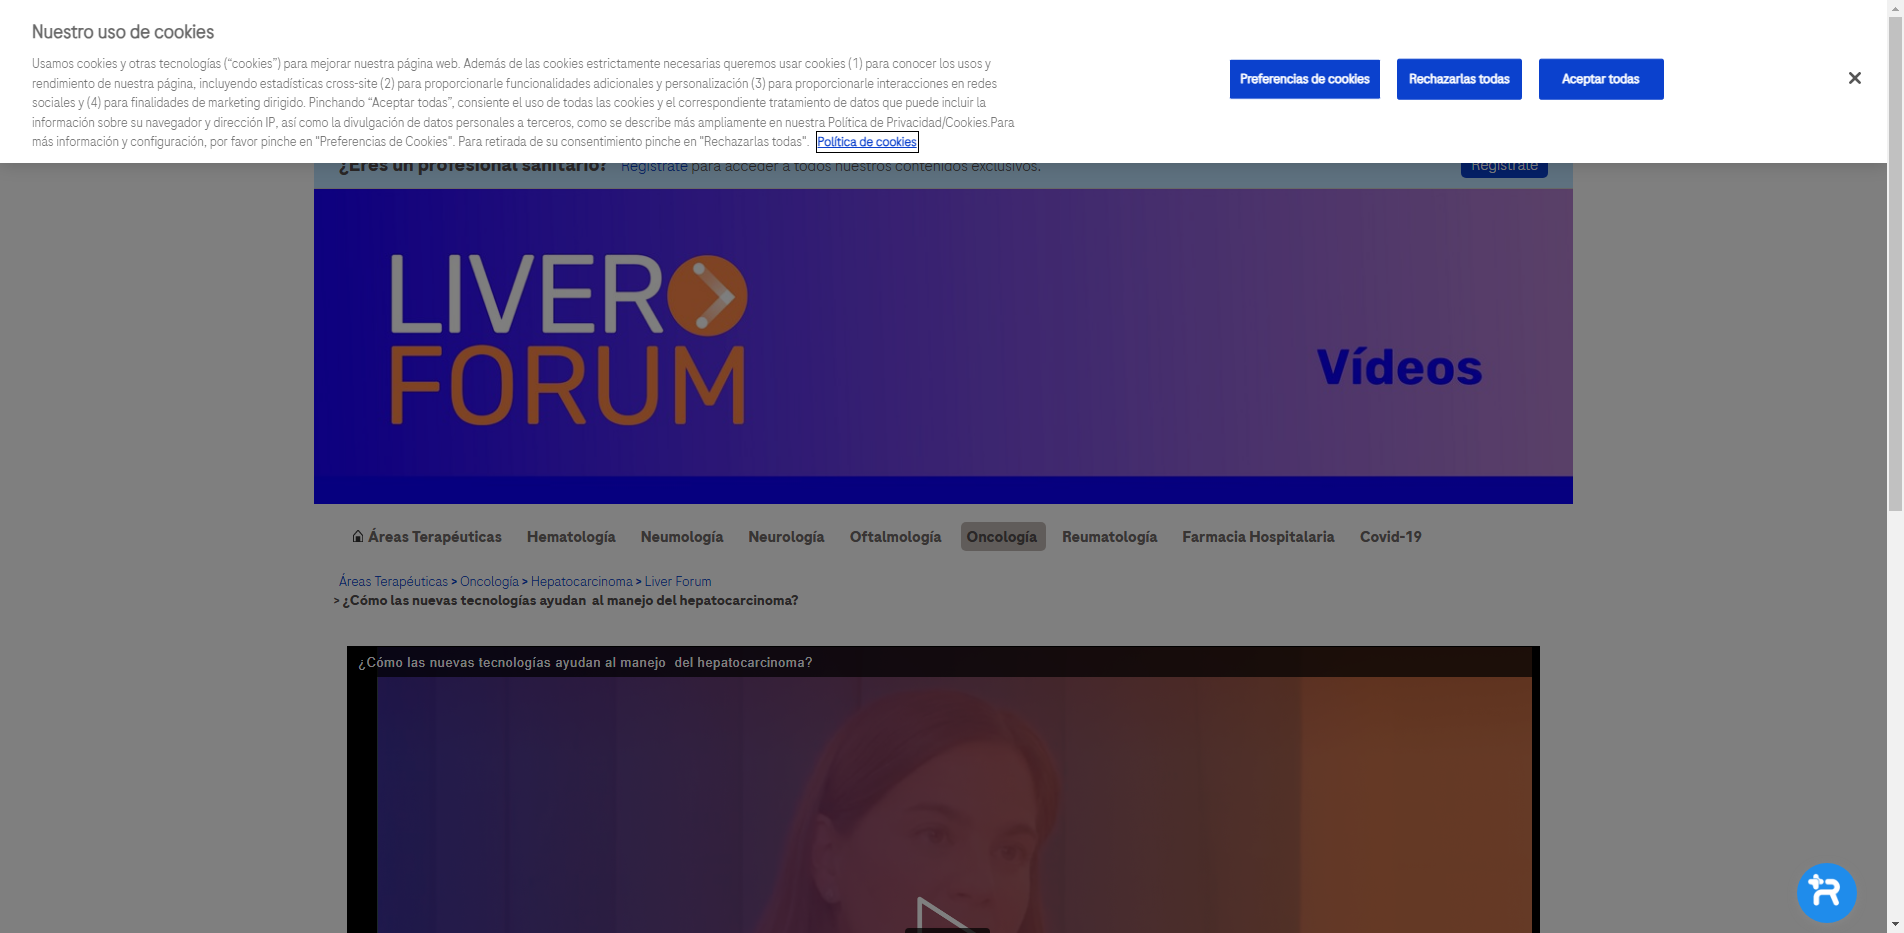 Nuestro uso de cookies
Usamos cookies y otras tecnologías (“cookies”) para mejorar nuestra página web. Además de las cookies estrictamente necesarias queremos usar cookies (1) para conocer los usos y
rendimiento de nuestra página, incluyendo estadísticas cross-site (2) para proporcionarle funcionalidades adicionales y personalización (3) para proporcionarle interacciones en redes
sociales y (4) para finalidades de marketing dirigido. Pinchando “Aceptar todas”, consiente el uso de todas las cookies y el correspondiente tratamiento de datos que puede incluir la
información sobre su navegador y dirección IP, así como la divulgación de datos personales a terceros, como se describe más ampliamente en nuestra Política de Privacidad/Cookies.Para
más información y configuración, por favor pinche en "Preferencias de Cookies". Para retirada de su consentimiento pinche en "Rechazarlas todas". Política de cookies
Preferencias de cookies
Rechazarlas todas
Aceptar todas
¿Eres un profesional sanitario? Regístrate para acceder a todos nuestros contenidos exclusivos. Regístrate
LIVER
FORUM
Vídeos
Áreas Terapéuticas Hematología Neumología Neurología Oftalmología Oncología Reumatología Farmacia Hospitalaria Covid-19
Áreas Terapéuticas > Oncología > Hepatocarcinoma > Liver Forum
> ¿Cómo las nuevas tecnologías ayudan al manejo del hepatocarcinoma?
¿Cómo las nuevas tecnologías ayudan al manejo del hepatocarcinoma?